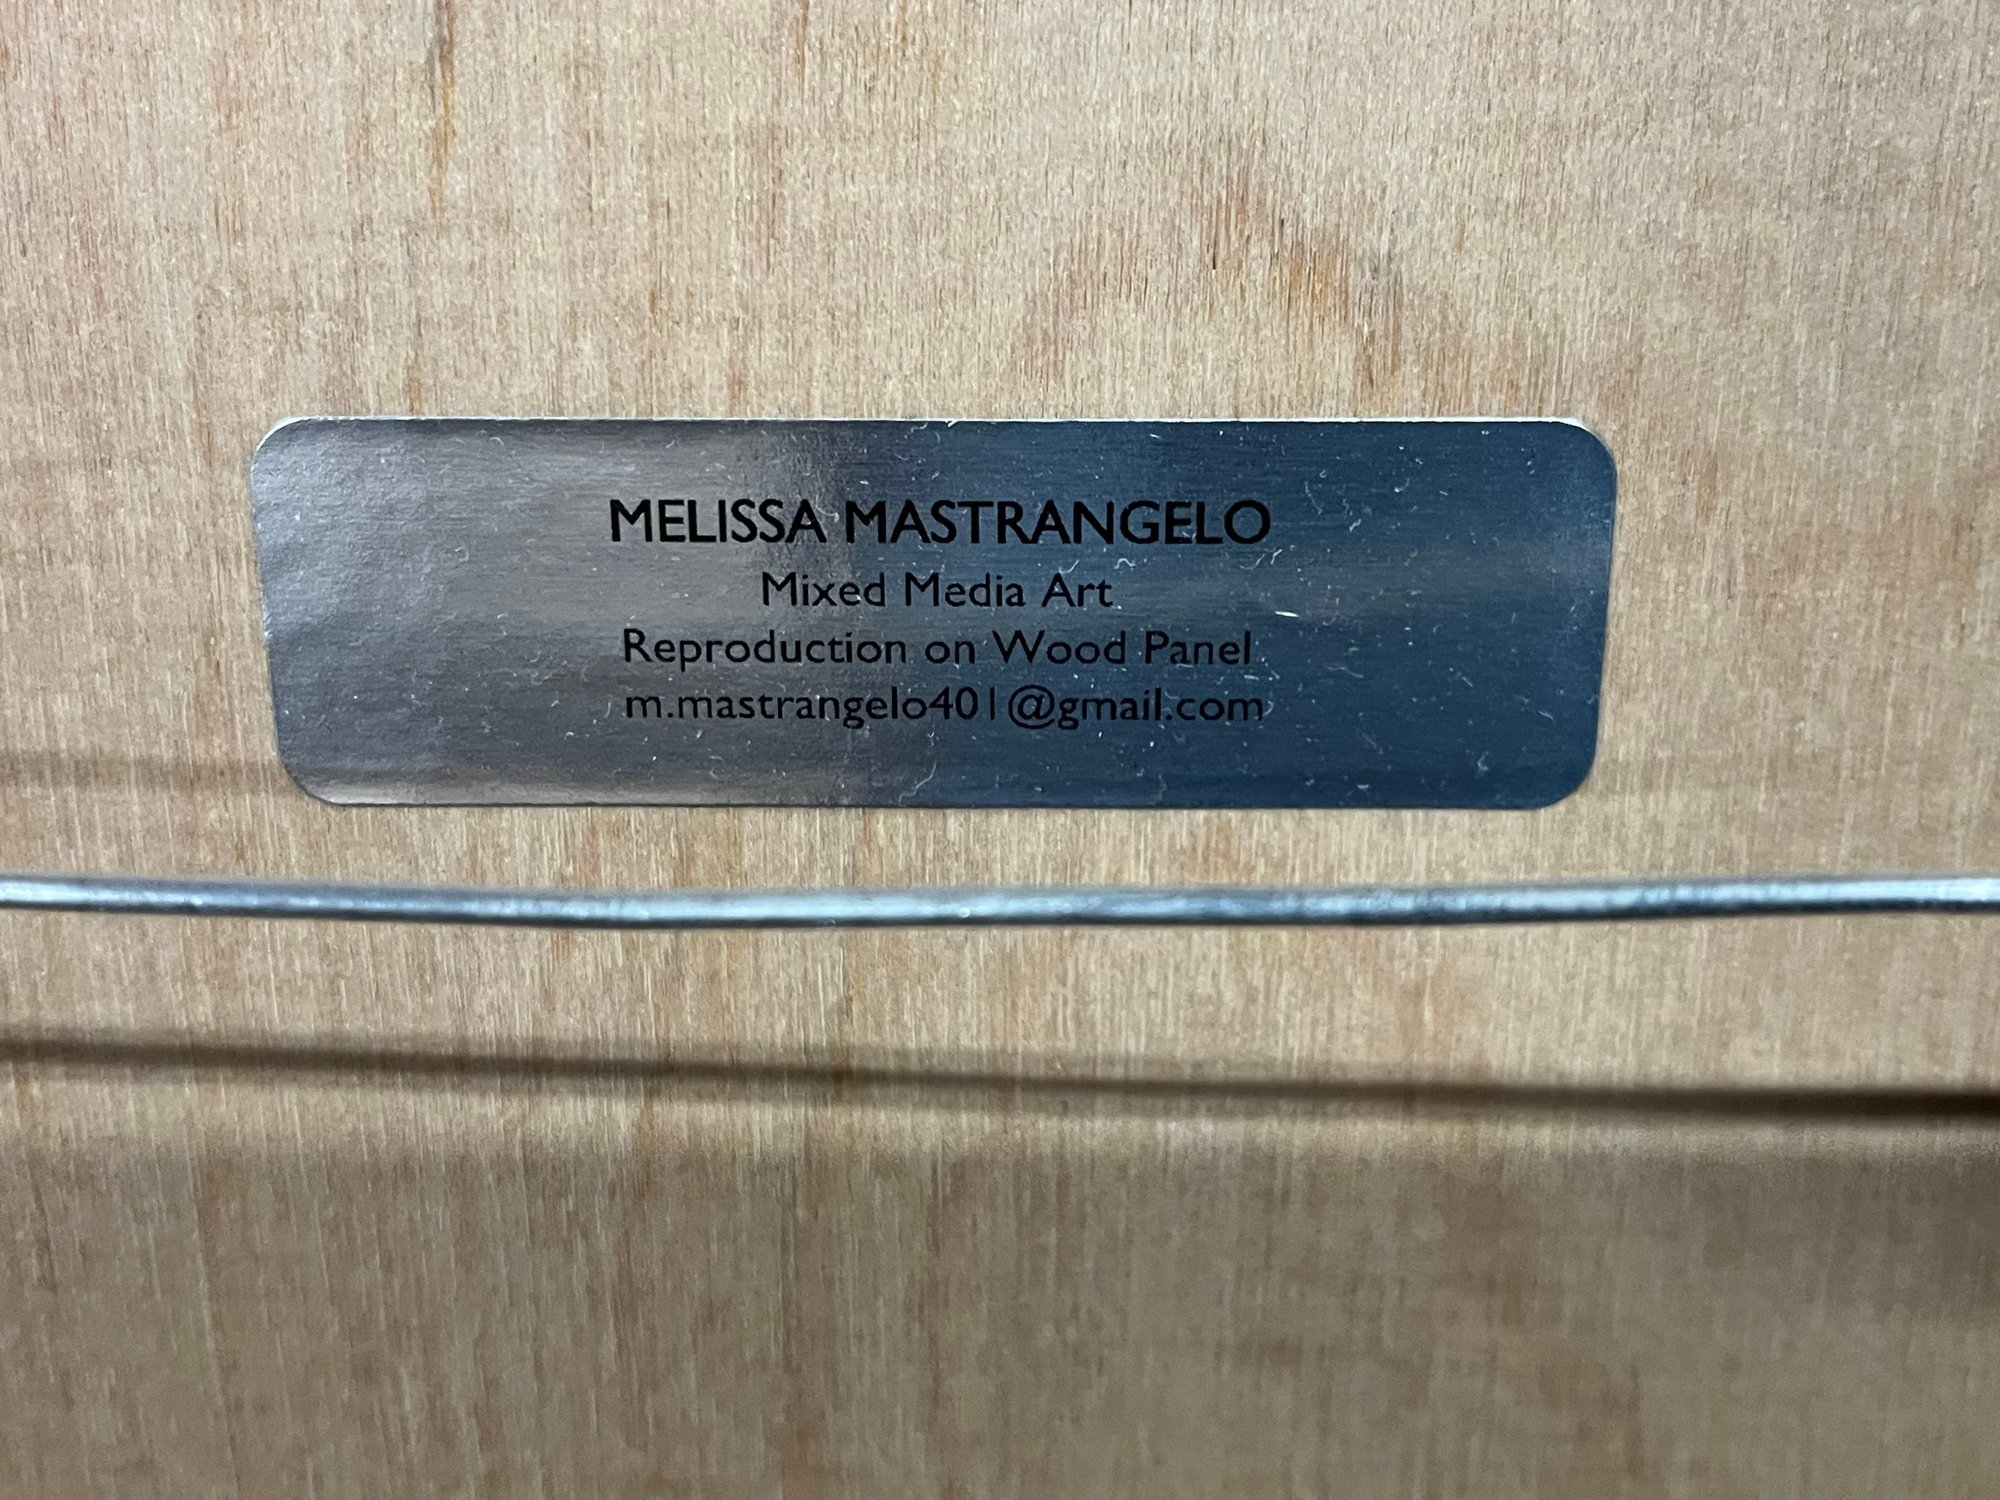 MELISSA MASTRANGELO
Mixed Media Art
Reproduction on Wood Panel
m.mastrangelo401@gmail.com